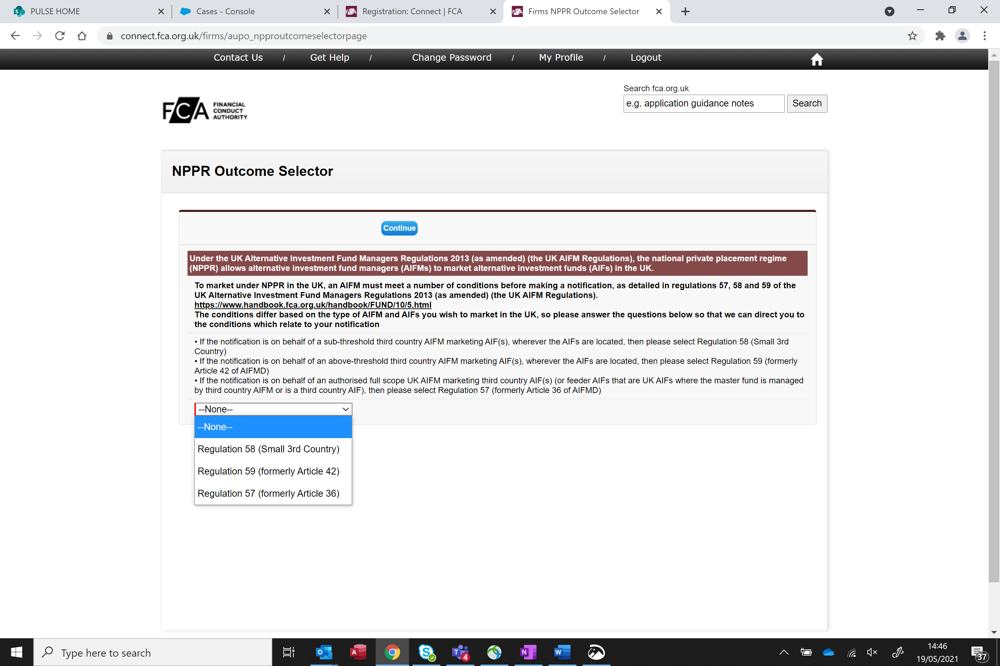 PULSE HOME
Cases - Console
Registration: Connect | FCA
Firms NPPR Outcome Selector
connect.fca.org.uk/firms/aupo_npproutcomeselectorpage
Contact Us / Get Help / Change Password / My Profile / Logout
Search fca.org.uk
e.g. application guidance notes
Search
FCA FINANCIAL
CONDUCT
AUTHORITY
NPPR Outcome Selector
Continue
Under the UK Alternative Investment Fund Managers Regulations 2013 (as amended) (the UK AIFM Regulations), the national private placement regime
(NPPR) allows alternative investment fund managers (AIFMs) to market alternative investment funds (AIFs) in the UK.
To market under NPPR in the UK, an AIFM must meet a number of conditions before making a notification, as detailed in regulations 57, 58 and 59 of the
UK Alternative Investment Fund Managers Regulations 2013 (as amended) (the UK AIFM Regulations).
https://www.handbook.fca.org.uk/handbook/FUND/10/5.html
The conditions differ based on the type of AIFM and AIFs you wish to market in the UK, so please answer the questions below so that we can direct you to
the conditions which relate to your notification
• If the notification is on behalf of a sub-threshold third country AIFM marketing AIF(s), wherever the AIFs are located, then please select Regulation 58 (Small 3rd
Country)
• If the notification is on behalf of an above-threshold third country AIFM marketing AIF(s), wherever the AIFs are located, then please select Regulation 59 (formerly
Article 42 of AIFMD)
• If the notification is on behalf of an authorised full scope UK AIFM marketing third country AIF(s) (or feeder AIFs that are UK AIFs where the master fund is managed
by third country AIFM or is a third country AIF), then please select Regulation 57 (formerly Article 36 of AIFMD)
--None--
--None--
Regulation 58 (Small 3rd Country)
Regulation 59 (formerly Article 42)
Regulation 57 (formerly Article 36)
Type here to search
4
14:46
19/05/2021
37